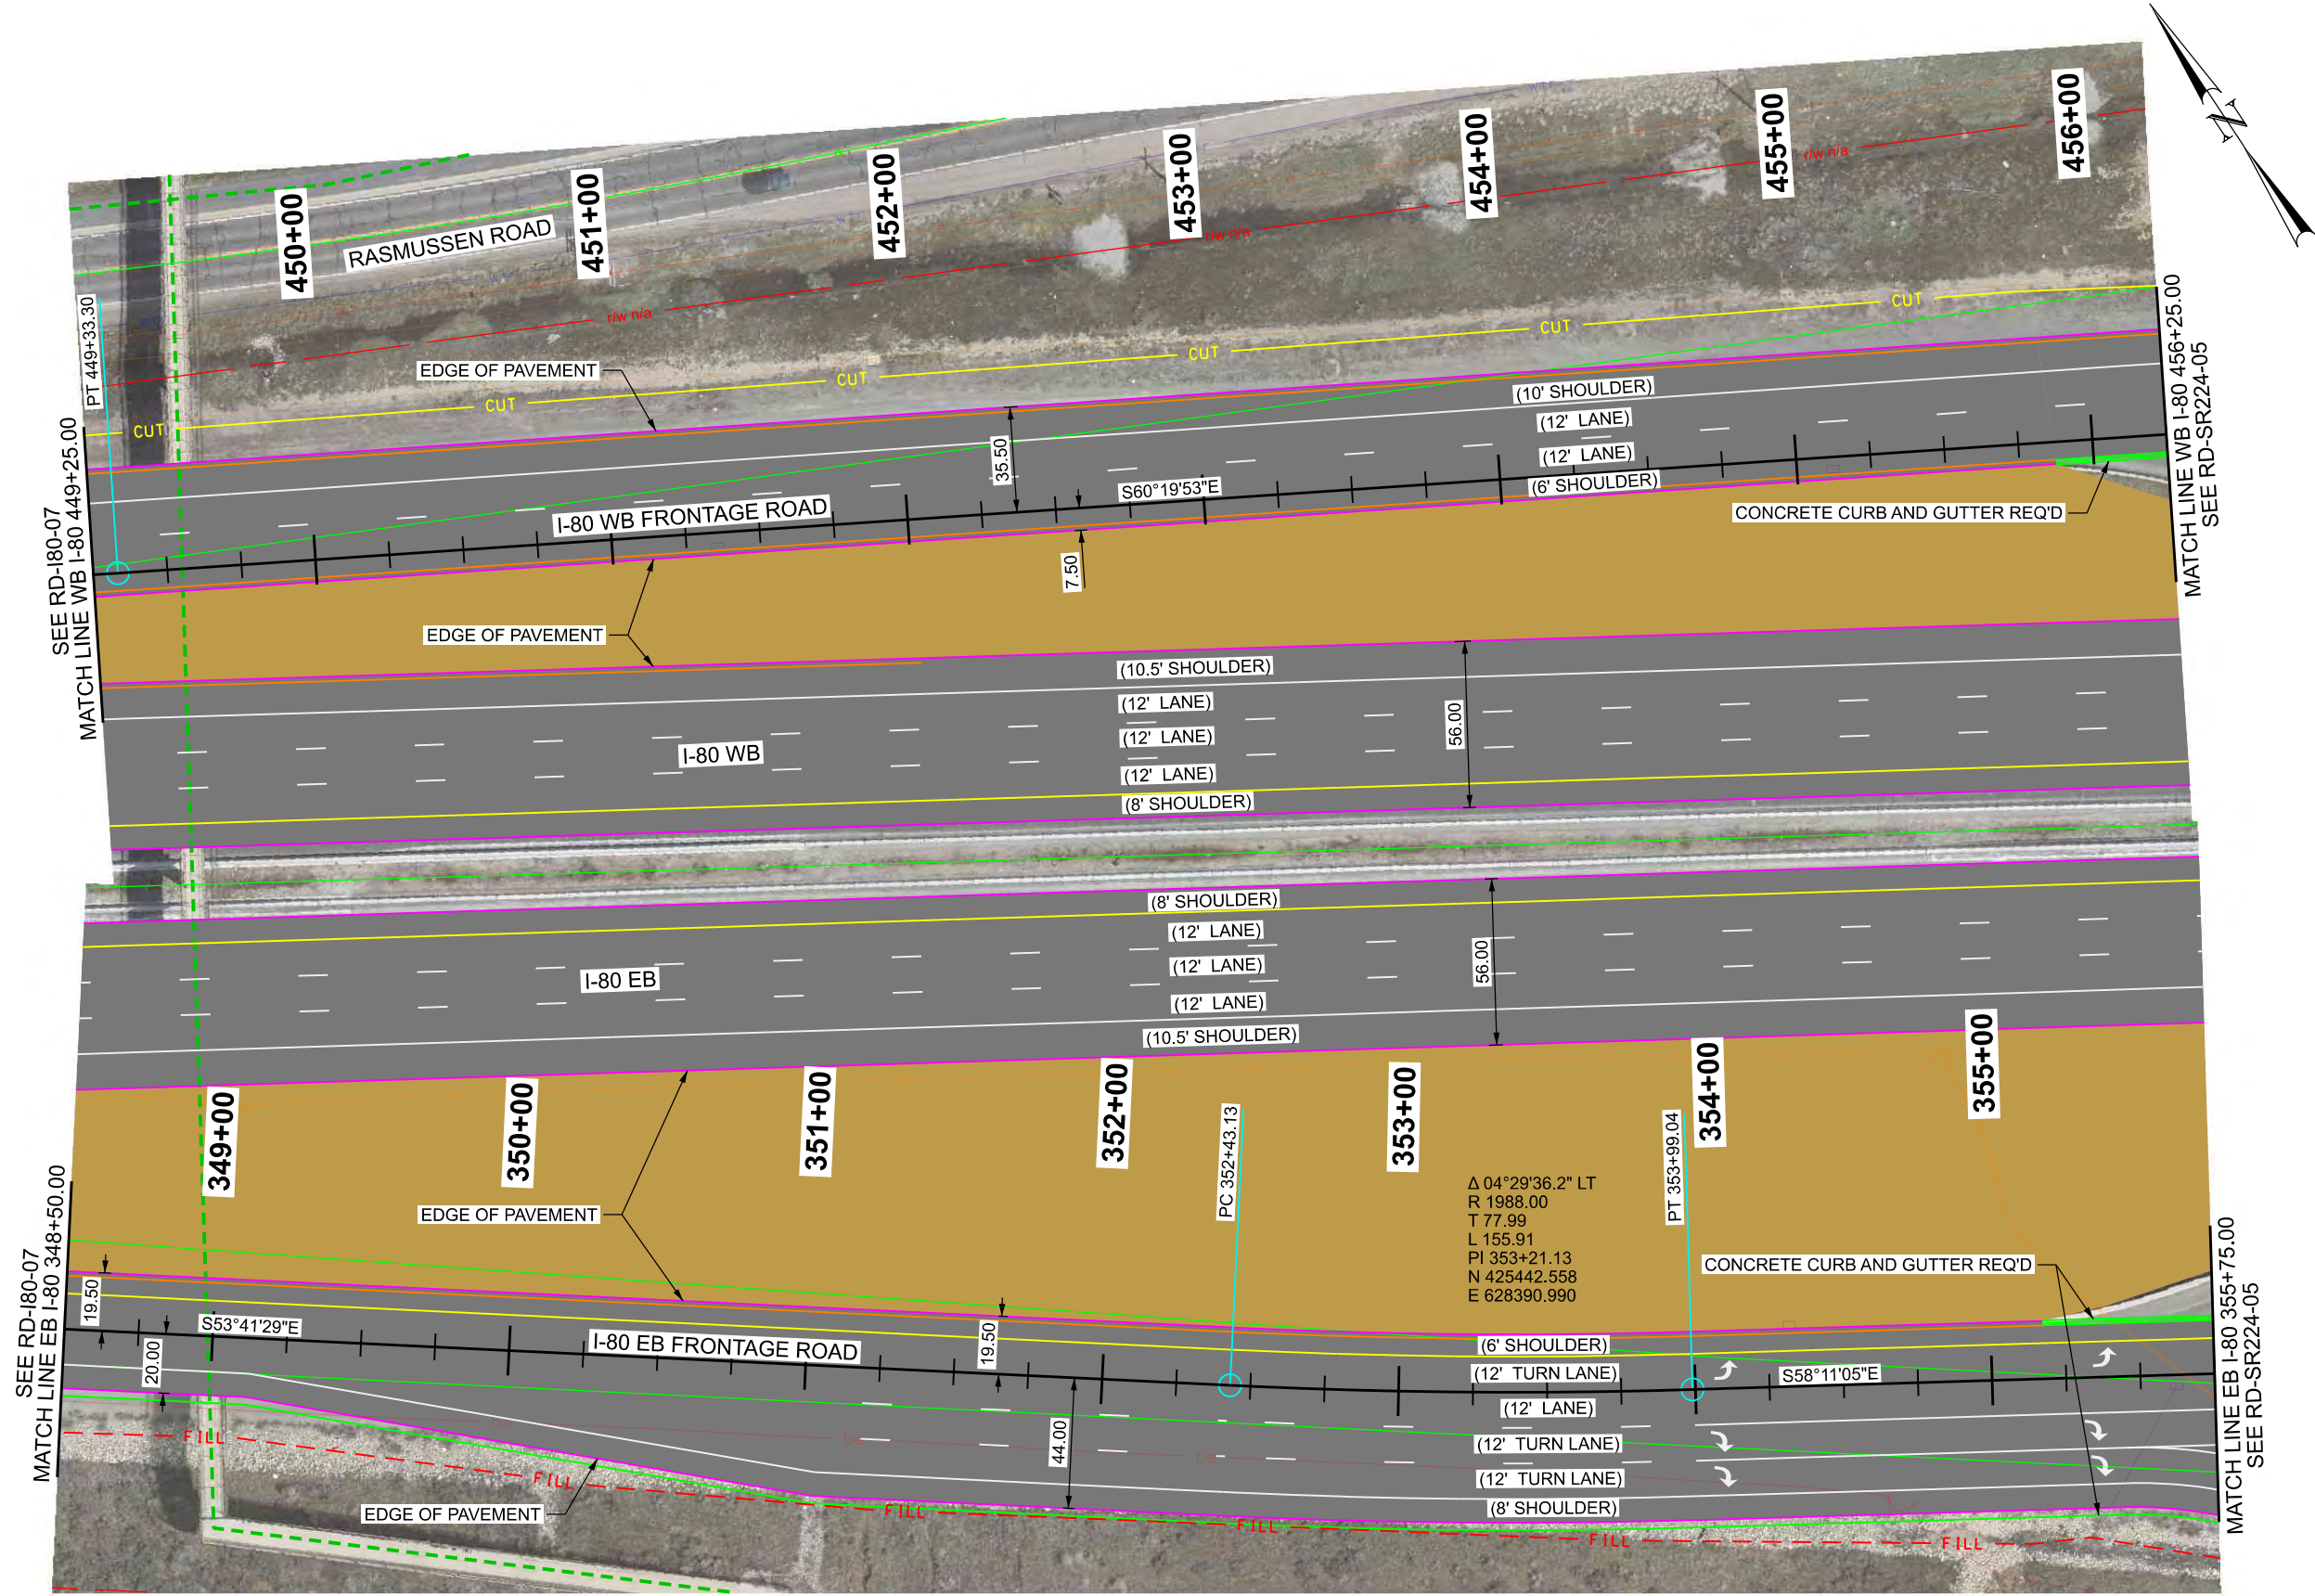 N
450+00
451+00
452+00
453+00
454+00
455+00
456+00
RASMUSSEN ROAD
r/w n/a
r/w n/a
r/w n/a
PT 449+33.30
EDGE OF PAVEMENT
CUT
CUT
CUT
CUT
CUT
CUT
SEE RD-I80-07
MATCH LINE WB I-80 449+25.00
MATCH LINE WB I-80 456+25.00
SEE RD-SR224-05
(10' SHOULDER)
(12' LANE)
(12' LANE)
(6' SHOULDER)
35.50
S60°19'53"E
I-80 WB FRONTAGE ROAD
7.50
CONCRETE CURB AND GUTTER REQ'D
EDGE OF PAVEMENT
(10.5' SHOULDER)
(12' LANE)
(12' LANE)
(12' LANE)
(8' SHOULDER)
I-80 WB
56.00
(8' SHOULDER)
(12' LANE)
(12' LANE)
(12' LANE)
(10.5' SHOULDER)
I-80 EB
56.00
349+00
350+00
351+00
352+00
353+00
354+00
355+00
PC 352+43.13
PT 353+99.04
Δ 04°29'36.2" LT
R 1988.00
T 77.99
L 155.91
PI 353+21.13
N 425442.558
E 628390.990
EDGE OF PAVEMENT
CONCRETE CURB AND GUTTER REQ'D
SEE RD-I80-07
MATCH LINE EB I-80 348+50.00
MATCH LINE EB I-80 355+75.00
SEE RD-SR224-05
19.50
20.00
S53°41'29"E
I-80 EB FRONTAGE ROAD
19.50
44.00
(6' SHOULDER)
(12' TURN LANE)
(12' LANE)
(12' TURN LANE)
(12' TURN LANE)
(8' SHOULDER)
S58°11'05"E
FILL
FILL
FILL
FILL
FILL
FILL
EDGE OF PAVEMENT